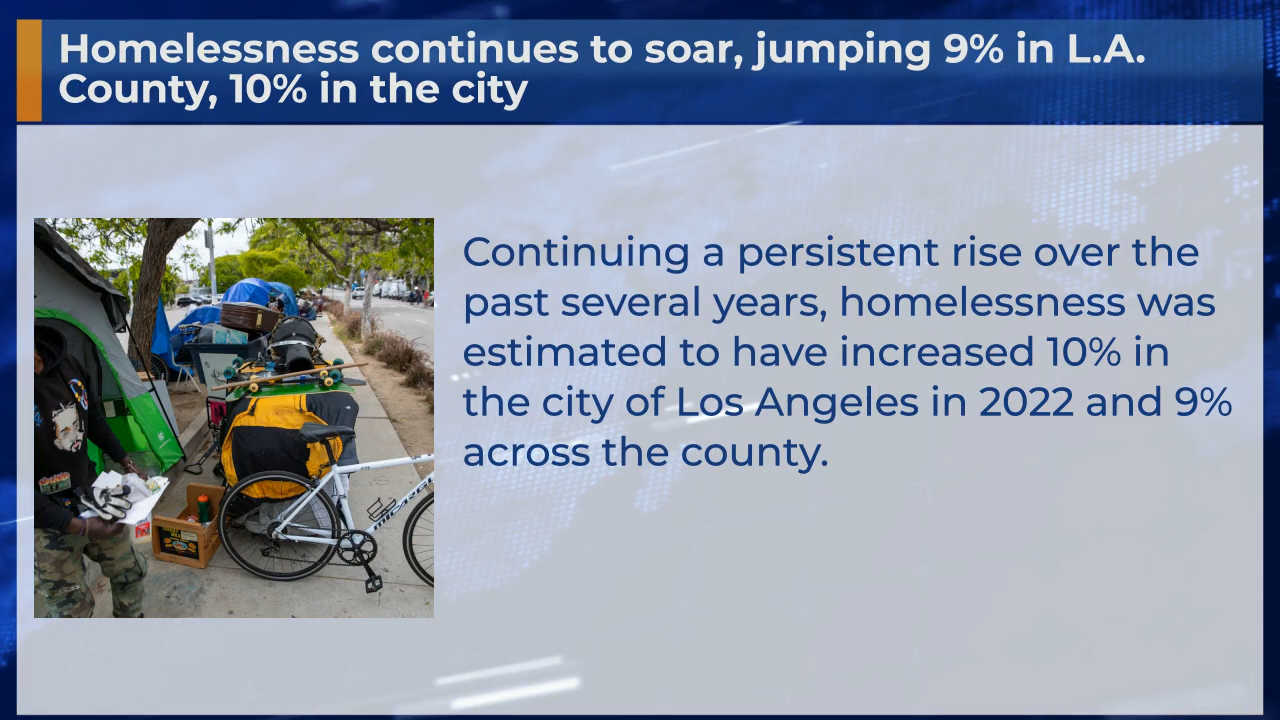 Homelessness continues to soar, jumping 9% in L.A.
County, 10% in the city
Continuing a persistent rise over the
past several years, homelessness was
estimated to have increased 10% in
the city of Los Angeles in 2022 and 9%
across the county.